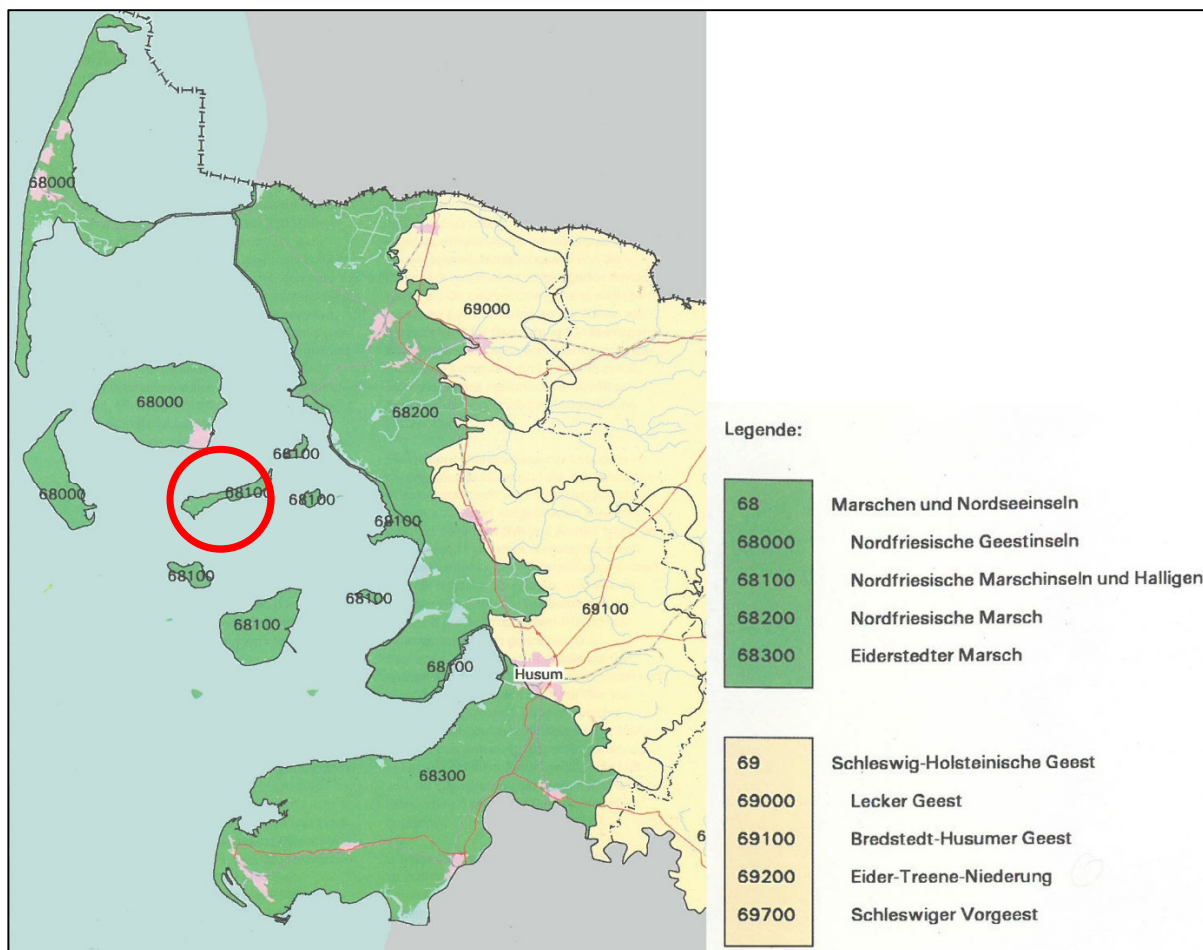 68000
69000
68000
68200
68100
68000
68100
68100
68100
68100
68100
69100
68100
68100
Husum
68300
Legende:
68 Marschen und Nordseeinseln
68000 Nordfriesische Geestinseln
68100 Nordfriesische Marschinseln und Halligen
68200 Nordfriesische Marsch
68300 Eiderstedter Marsch
69 Schleswig-Holsteinische Geest
69000 Lecker Geest
69100 Bredstedt-Husumer Geest
69200 Eider-Treene-Niederung
69700 Schleswiger Vorgeest